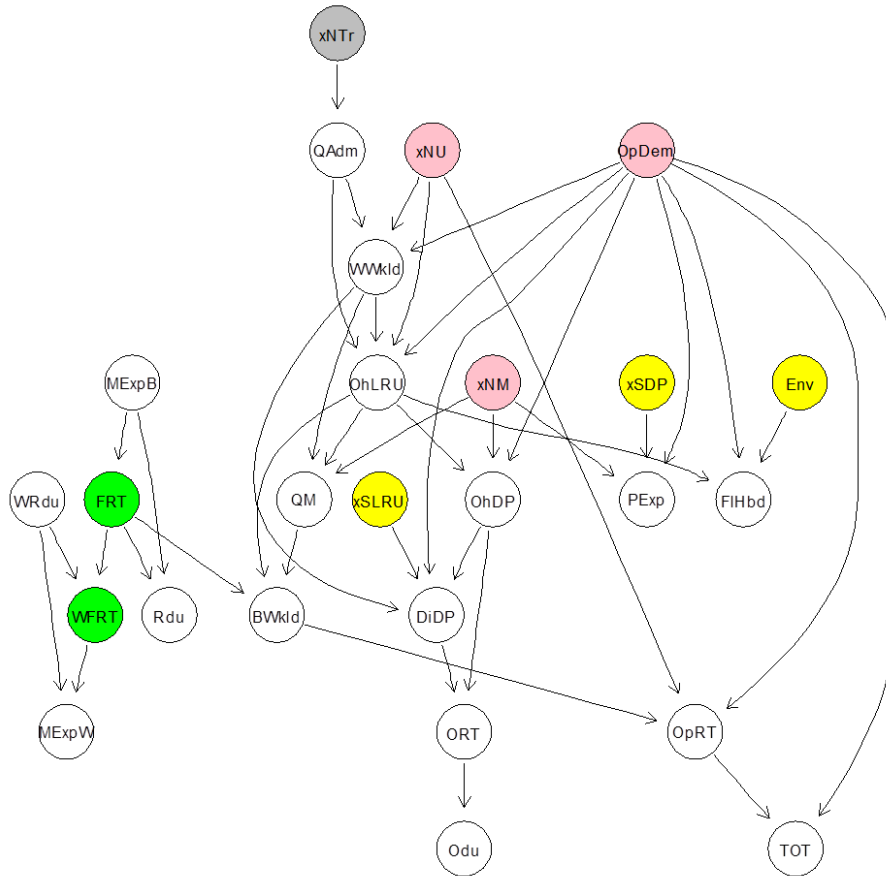 xNTr
QAdm
xNU
OpDem
WWkld
MExpB
OhLRU
xNM
xSDP
Env
WRdu
FRT
QM
xSLRU
OhDP
PExp
FlHbd
WFRT
Rdu
BWkld
DiDP
MExpW
ORT
OpRT
Odu
TOT